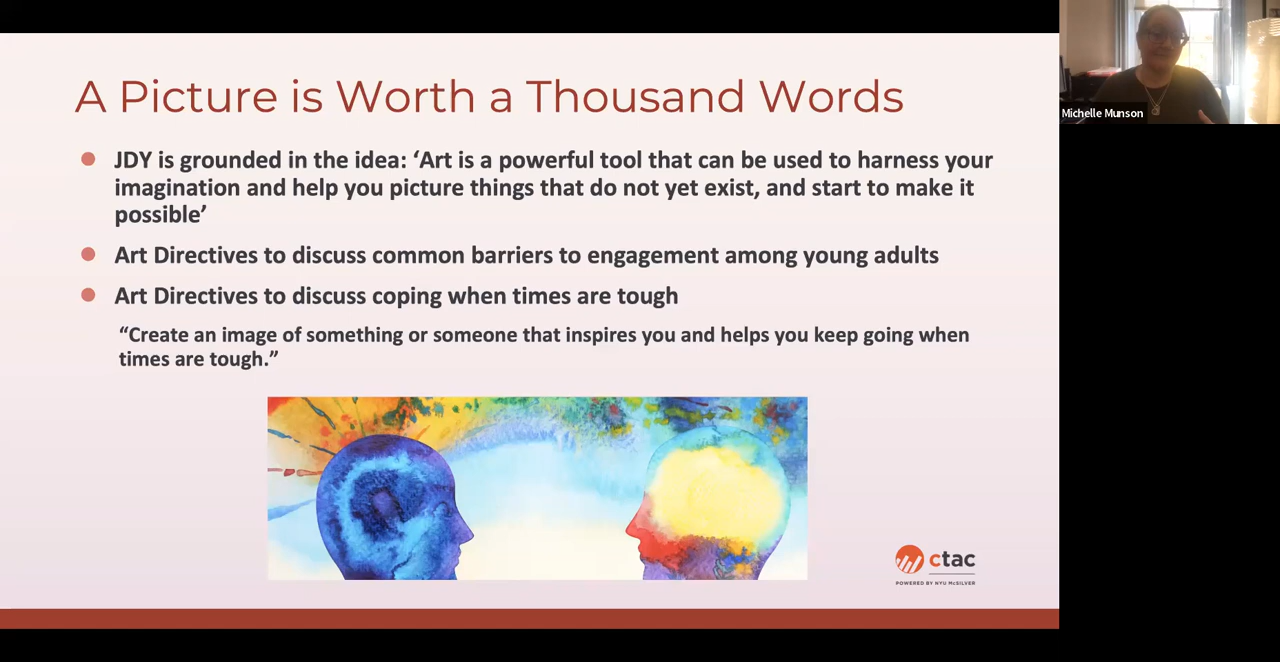 A Picture is Worth a Thousand Words
JDY is grounded in the idea: ‘Art is a powerful tool that can be used to harness your
imagination and help you picture things that do not yet exist, and start to make it
possible’
Art Directives to discuss common barriers to engagement among young adults
Art Directives to discuss coping when times are tough
“Create an image of something or someone that inspires you and helps you keep going when
times are tough.”
ctac
POWERED BY NYU McSILVER
Michelle Munson